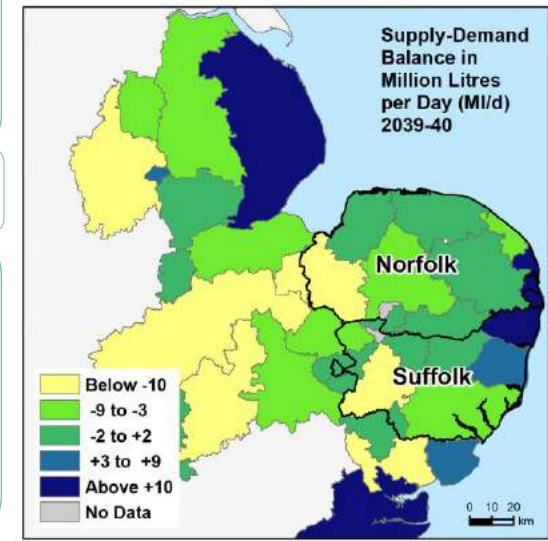 Supply-Demand
Balance in
Million Litres
per Day (Ml/d)
2039-40
Norfolk
Suffolk
Below -10
-9 to -3
-2 to +2
+3 to +9
Above +10
No Data
0 10 20
km